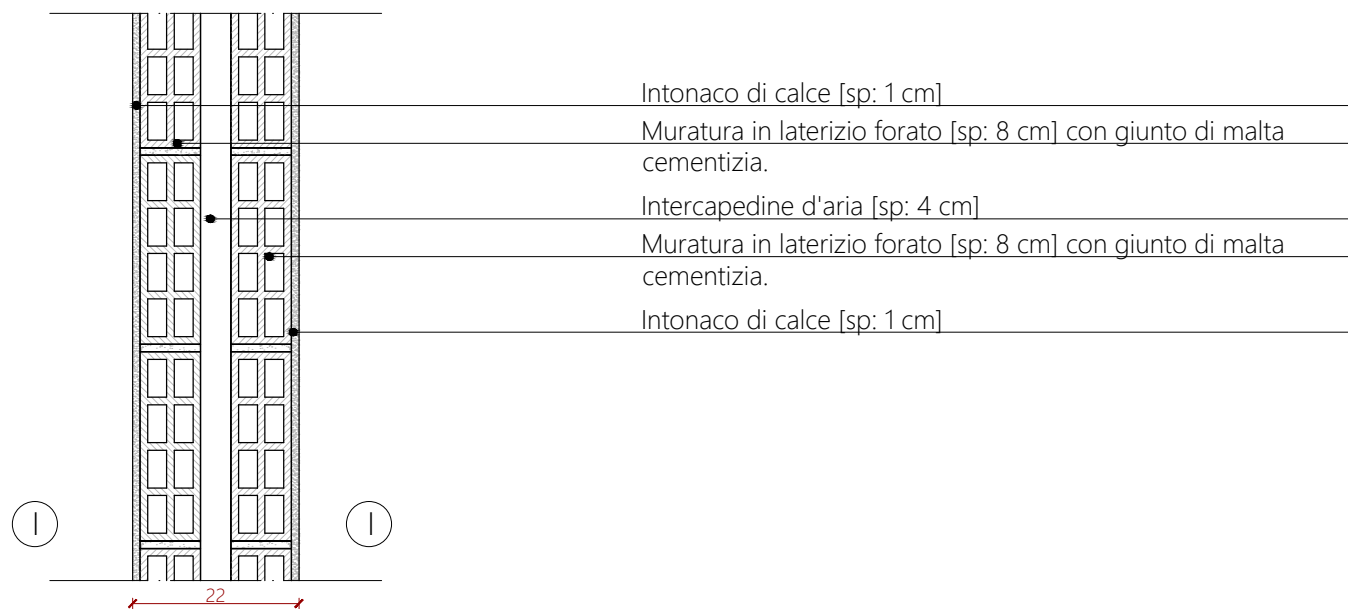 Intonaco di calce [sp: 1 cm]
Muratura in laterizio forato [sp: 8 cm] con giunto di malta
cementizia.
Intercapedine d'aria [sp: 4 cm]
Muratura in laterizio forato [sp: 8 cm] con giunto di malta
cementizia.
Intonaco di calce [sp: 1 cm]
I
I
22